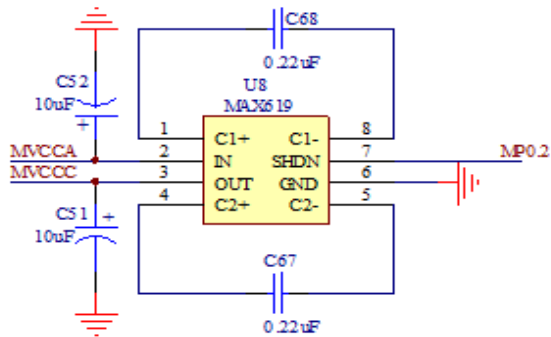 C68
0.22uF
U8
MAX619
C52
10uF
+
1 C1+ C1- 8
MVCCA 2 IN SHDN 7 MP0.2
MVCCC 3 OUT GND 6
4 C2+ C2- 5
C51 +
10uF
C67
0.22uF